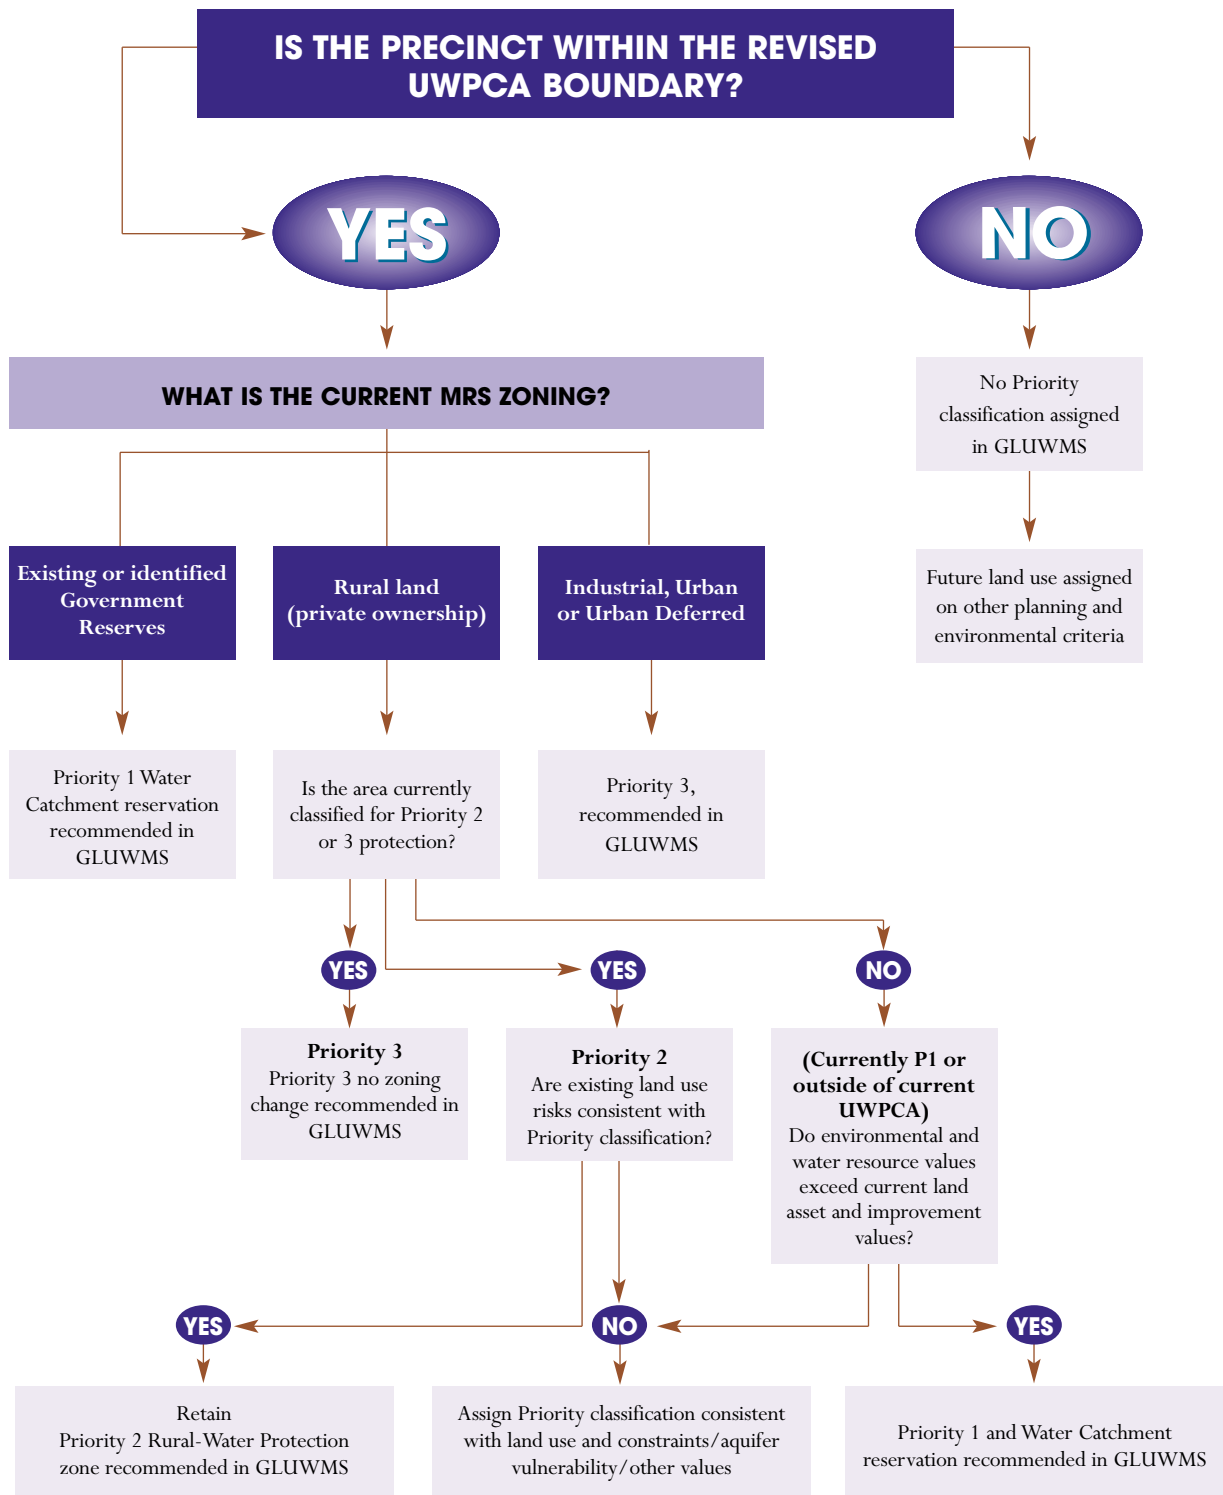 IS THE PRECINCT WITHIN THE REVISED
UWPCA BOUNDARY?
YES
NO
WHAT IS THE CURRENT MRS ZONING?
No Priority
classification assigned
in GLUWMS
Existing or identified
Government
Reserves
Rural land
(private ownership)
Industrial, Urban
or Urban Deferred
Future land use assigned
on other planning and
environmental criteria
Priority 1 Water
Catchment reservation
recommended in
GLUWMS
Is the area currently
classified for Priority 2
or 3 protection?
Priority 3,
recommended in
GLUWMS
YES
YES
NO
Priority 3
Priority 3 no zoning
change recommended in
GLUWMS
Priority 2
Are existing land use
risks consistent with
Priority classification?
(Currently P1 or
outside of current
UWPCA)
Do environmental and
water resource values
exceed current land
asset and improvement
values?
YES
NO
YES
Retain
Priority 2 Rural-Water Protection
zone recommended in GLUWMS
Assign Priority classification consistent
with land use and constraints/aquifer
vulnerability/other values
Priority 1 and Water Catchment
reservation recommended in GLUWMS